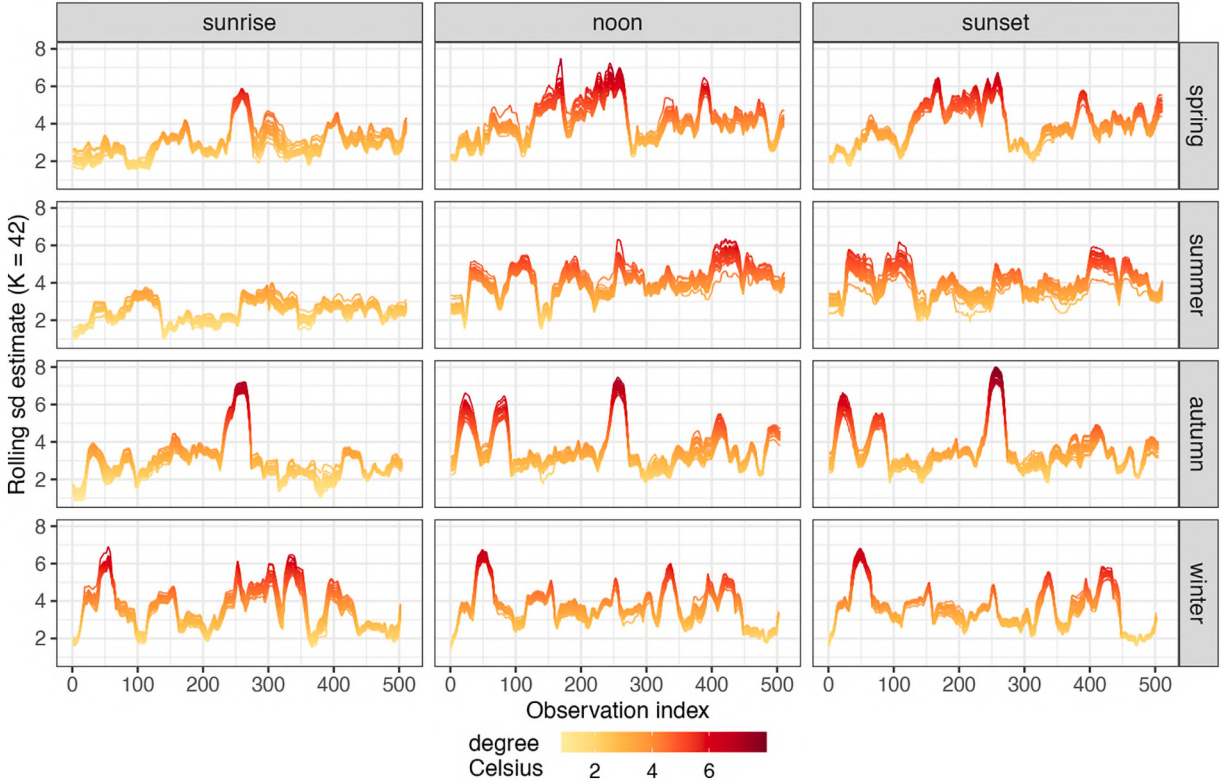 sunrise noon sunset
8
6
4
2
spring
8
6
4
2
summer
Rolling sd estimate (K = 42)
8
6
4
2
autumn
8
6
4
2
winter
0 100 200 300 400 500 0 100 200 300 400 500 0 100 200 300 400 500
Observation index
degree
Celsius
2 4 6